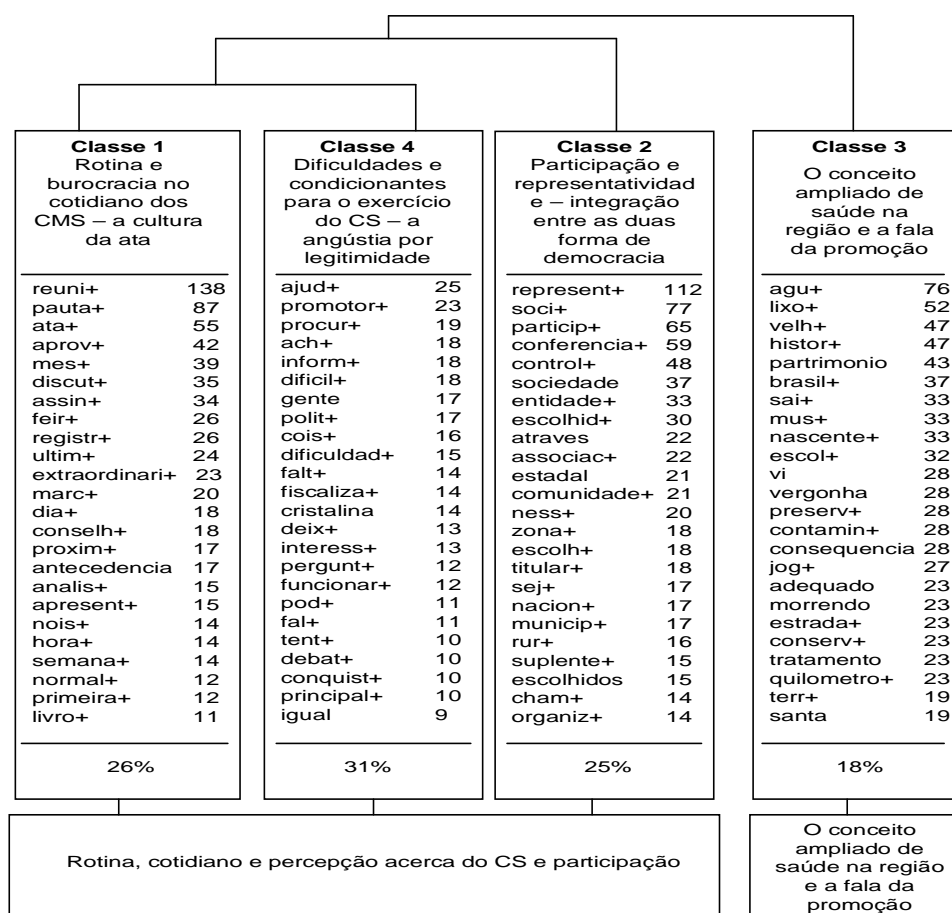 Classe 1
Rotina e
burocracia no
cotidiano dos
CMS – a cultura
da ata
reuni+ 138
pauta+ 87
ata+ 55
aprov+ 42
mes+ 39
discut+ 35
assin+ 34
feir+ 26
registr+ 26
ultim+ 24
extraordinari+ 23
marc+ 20
dia+ 18
conselh+ 18
proxim+ 17
antecedencia 17
analis+ 15
apresent+ 15
nois+ 14
hora+ 14
semana+ 14
normal+ 12
primeira+ 12
livro+ 11
26%
Classe 4
Dificuldades e
condicionantes
para o exercício
do CS – a
angústia por
legitimidade
ajud+ 25
promotor+ 23
procur+ 19
ach+ 18
inform+ 18
dificil+ 18
gente 17
polit+ 17
cois+ 16
dificuldad+ 15
falt+ 14
fiscaliza+ 14
cristalina 14
deix+ 13
interess+ 13
pergunt+ 12
funcionar+ 12
pod+ 11
fal+ 11
tent+ 10
debat+ 10
conquist+ 10
principal+ 10
igual 9
31%
Classe 2
Participação e
representatividad
e – integração
entre as duas
forma de
democracia
represent+ 112
soci+ 77
particip+ 65
conferencia+ 59
control+ 48
sociedade 37
entidade+ 33
escolhid+ 30
atraves 22
associac+ 22
estadal 21
comunidade+ 21
ness+ 20
zona+ 18
escolh+ 18
titular+ 18
sej+ 17
nacion+ 17
municip+ 17
rur+ 16
suplente+ 15
escolhidos 15
cham+ 14
organiz+ 14
25%
Classe 3
O conceito
ampliado de
saúde na
região e a fala
da promoção
agu+ 76
lixo+ 52
velh+ 47
histor+ 47
partrimonio 43
brasil+ 37
sai+ 33
mus+ 33
nascente+ 33
escol+ 32
vi 28
vergonha 28
preserv+ 28
contamin+ 28
consequencia 28
jog+ 27
adequado 23
morrendo 23
estrada+ 23
conserv+ 23
tratamento 23
quilometro+ 23
terr+ 19
santa 19
18%
Rotina, cotidiano e percepção acerca do CS e participação
O conceito
ampliado de
saúde na região
e a fala da
promoção